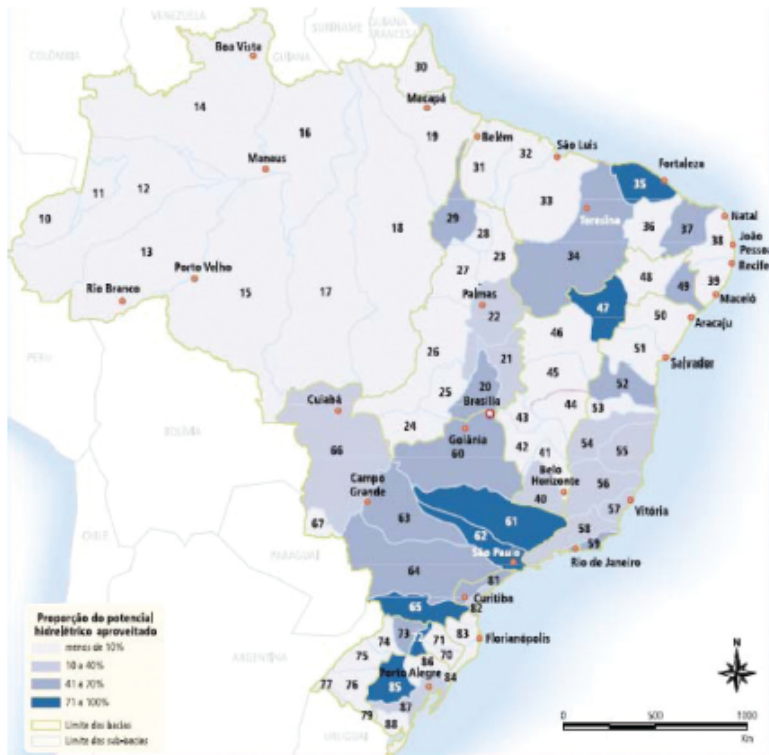 VENEZUELA
SURINAME
GUIANA
FRANCESA
COLÔMBIA
GUIANA
Boa Vista
30
Macapá
14
16
19
Belém
32
São Luís
Manaus
31
Fortaleza
35
11
12
33
Teresina
36
37
Natal
10
18
29
28
38
João
Pessoa
13
23
34
Recife
27
48
49
39
Porto Velho
Palmas
47
Maceió
Rio Branco
15
17
22
50
Aracaju
46
PERU
26
21
51
Salvador
45
25
20
52
Cuiabá
Brasília
44
53
24
43
BOLÍVIA
Goiânia
42
41
54
55
66
60
Belo
Horizonte
56
Campo
Grande
40
57
Vitória
61
67
63
62
58
CHILE
São Paulo
59
PARAGUAI
Rio de Janeiro
64
81
Curitiba
65
82
Proporção do potencial
hidrelétrico aproveitado
73
83
Florianópolis
74
71
menos de 10%
75
70
N
ARGENTINA
86
10 a 40%
Porto Alegre
84
41 a 70%
77
76
85
71 a 100%
87
79
88
Limite das bacias
0
500
1000
Limite das sub-bacias
URUGUAI
Km